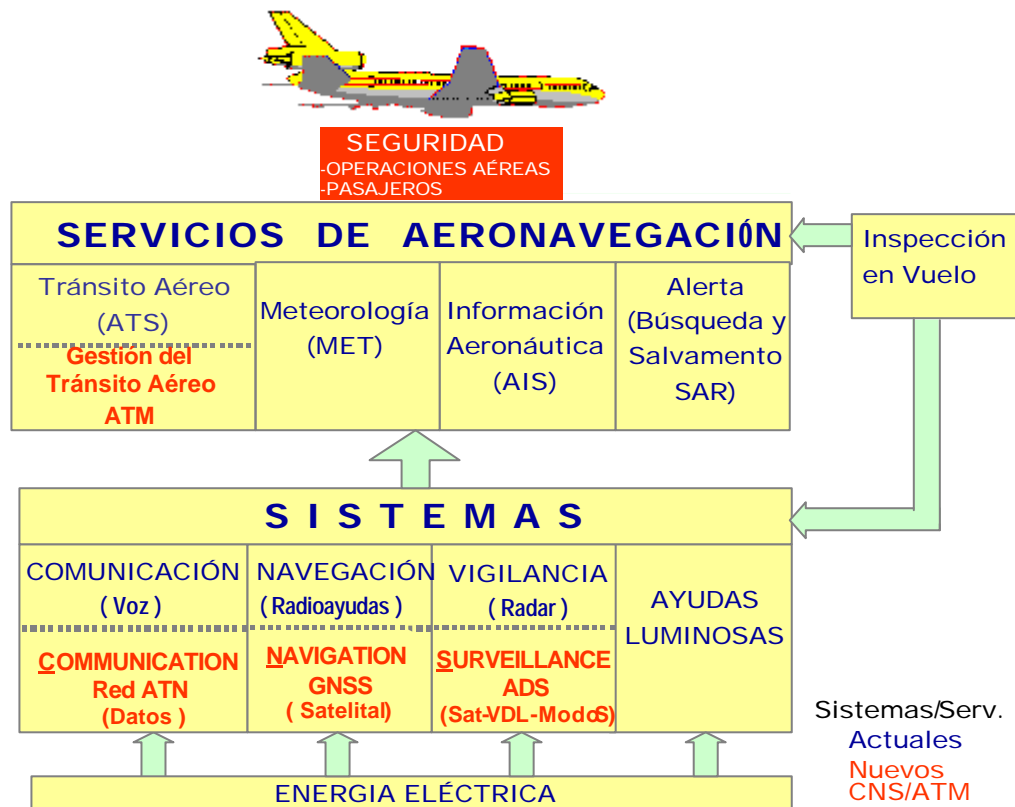 SEGURIDAD
-OPERACIONES AÉREAS
-PASAJEROS
SERVICIOS DE AERONAVEGACIÓN
Inspección
en Vuelo
Tránsito Aéreo
(ATS)
Gestión del
Tránsito Aéreo
ATM
Meteorología
(MET)
Información
Aeronáutica
(AIS)
Alerta
(Búsqueda y
Salvamento
SAR)
S I S T E M A S
COMUNICACIÓN
( Voz )
COMMUNICATION
Red ATN
(Datos )
NAVEGACIÓN
( Radioayudas )
NAVIGATION
GNSS
( Satelital)
VIGILANCIA
( Radar )
SURVEILLANCE
ADS
(Sat-VDL-ModoS)
AYUDAS
LUMINOSAS
Sistemas/Serv.
Actuales
Nuevos
CNS/ATM
ENERGIA ELÉCTRICA